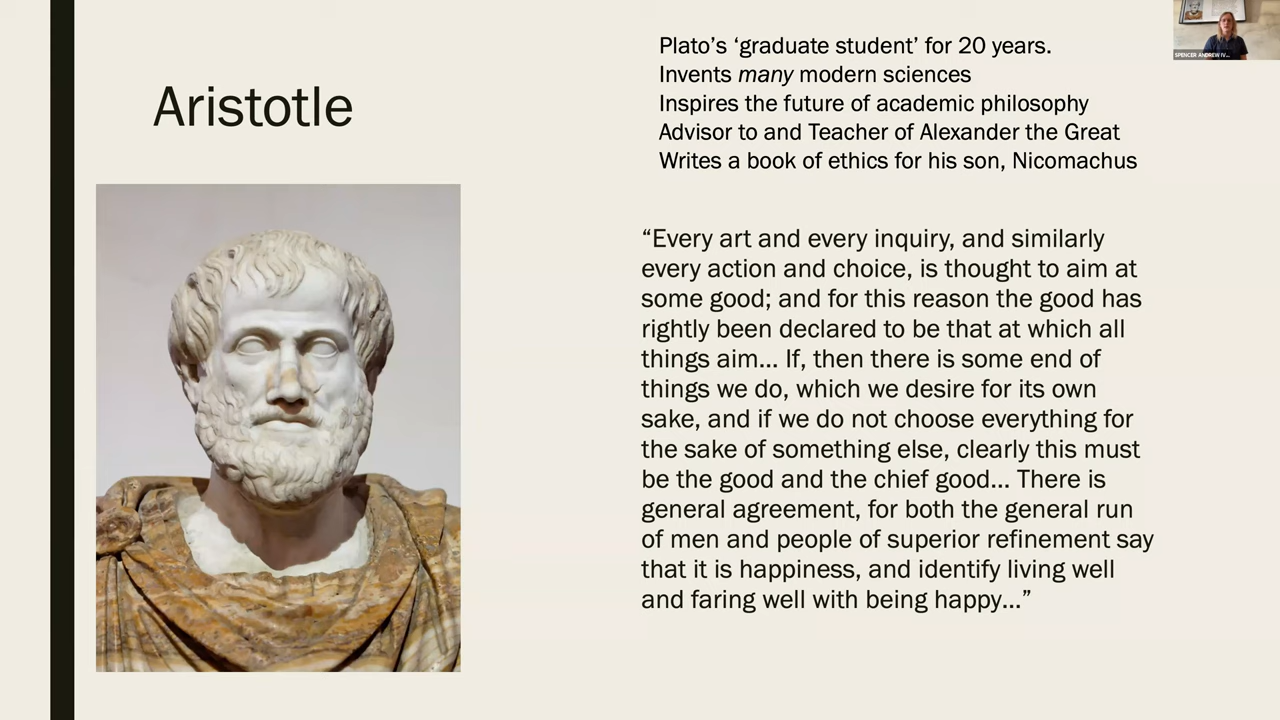 Aristotle
Plato’s ‘graduate student’ for 20 years.
Invents many modern sciences
Inspires the future of academic philosophy
Advisor to and Teacher of Alexander the Great
Writes a book of ethics for his son, Nicomachus
“Every art and every inquiry, and similarly
every action and choice, is thought to aim at
some good; and for this reason the good has
rightly been declared to be that at which all
things aim... If, then there is some end of
things we do, which we desire for its own
sake, and if we do not choose everything for
the sake of something else, clearly this must
be the good and the chief good... There is
general agreement, for both the general run
of men and people of superior refinement say
that it is happiness, and identify living well
and faring well with being happy...”
SPENCER ANDREW IV...